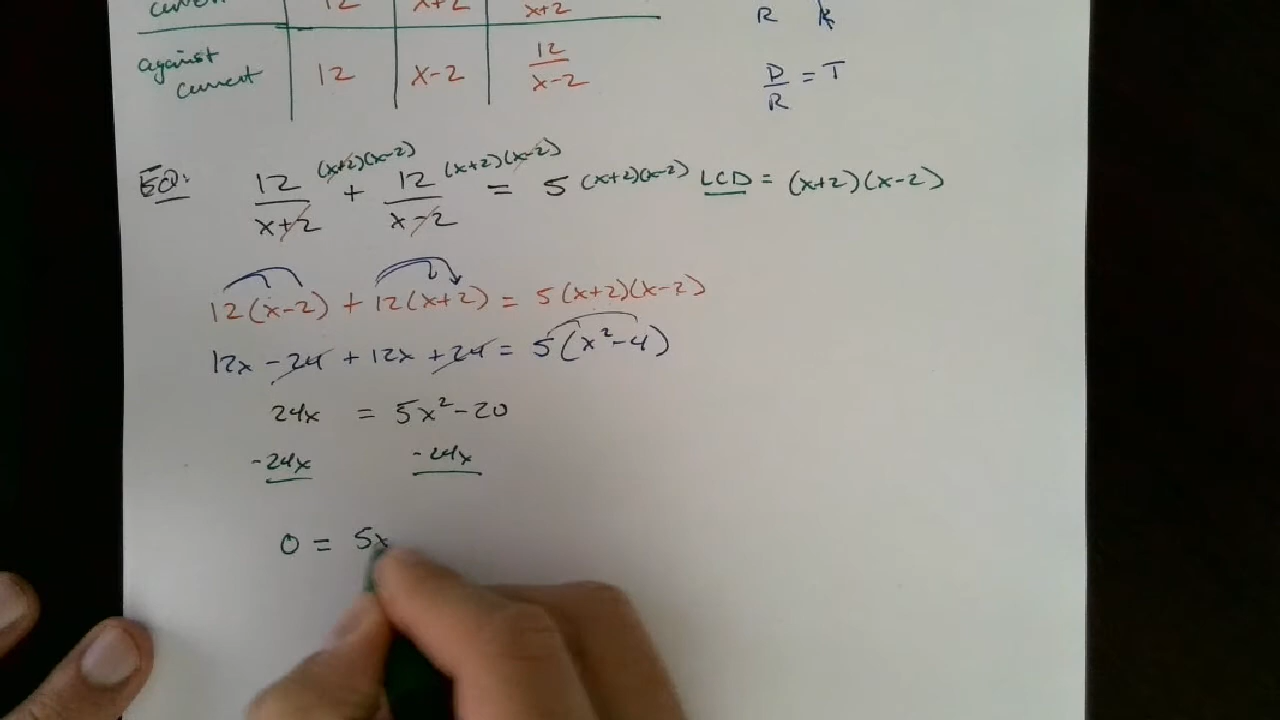 current 12 x+2 x+2
R
against current 12 x-2 12/(x-2)
D/R = T
EQ: 12/(x+2) (x+2)(x-2) + 12/(x-2) (x+2)(x-2) = 5 (x+2)(x-2) LCD = (x+2)(x-2)
12(x-2) + 12(x+2) = 5(x+2)(x-2)
12x - 24 + 12x + 24 = 5(x²-4)
24x = 5x²-20
-24x -24x
0 = 5x